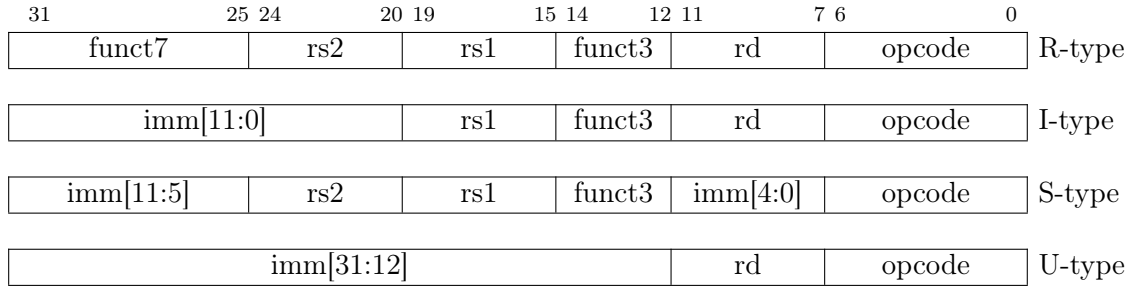 31 25 24 20 19 15 14 12 11 7 6 0
funct7 rs2 rs1 funct3 rd opcode R-type
imm[11:0] rs1 funct3 rd opcode I-type
imm[11:5] rs2 rs1 funct3 imm[4:0] opcode S-type
imm[31:12] rd opcode U-type